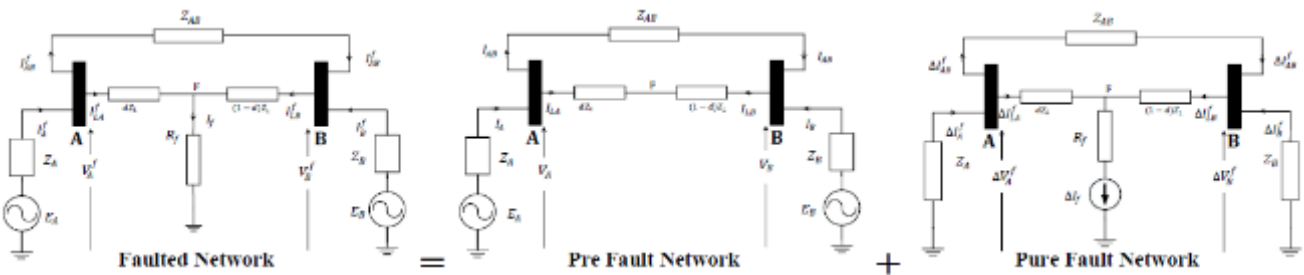 Z_AB
I^f_AB
I^f_AB
dZ_L
F
(1−d)Z_L
I^f_LA
I_f
I^f_LB
A
B
I^f_A
I^f_B
R_f
Z_A
Z_B
V^f_A
V^f_B
E_A
E_B
Faulted Network
=
Z_AB
I_AB
I_AB
dZ_L
F
(1−d)Z_L
I_LA
I_LB
A
B
I_A
I_B
Z_A
Z_B
V_A
V_B
E_A
E_B
Pre Fault Network
+
Z_AB
ΔI^f_AB
ΔI^f_AB
dZ_L
F
(1−d)Z_L
ΔI^f_LA
ΔI^f_LB
A
B
ΔI^f_A
ΔI^f_B
R_f
Z_A
Z_B
ΔV^f_A
ΔV^f_B
ΔI_f
Pure Fault Network